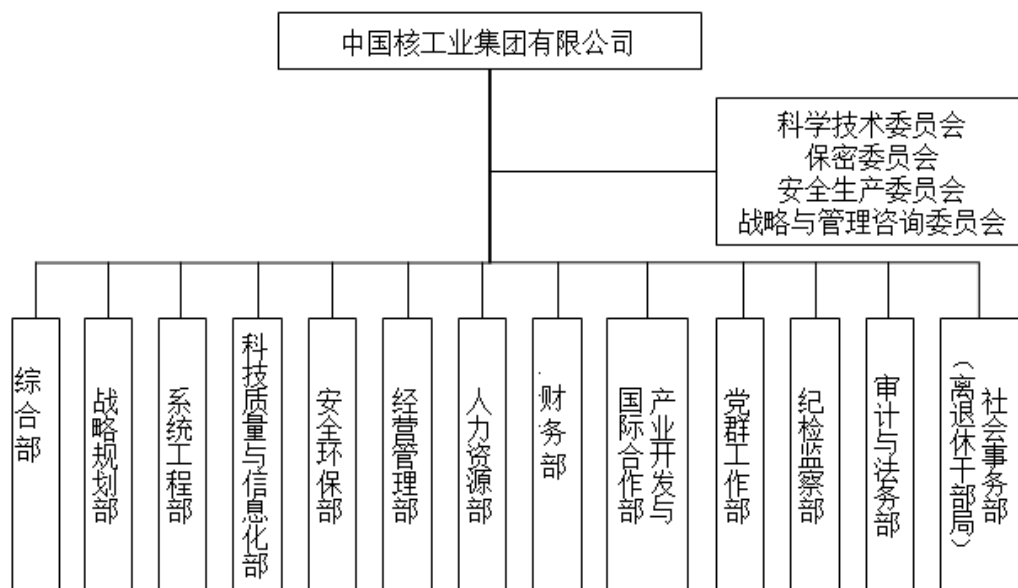 中国核工业集团有限公司
科学技术委员会
保密委员会
安全生产委员会
战略与管理咨询委员会
综合部
战略规划部
系统工程部
科技质量与信息化部
安全环保部
经营管理部
人力资源部
财务部
产业开发与
国际合作部
党群工作部
纪检监察部
审计与法务部
社会事务部
（离退休干部局）